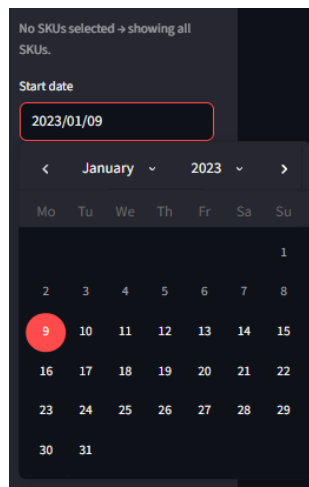 No SKUs selected → showing all
SKUs.
Start date
2023/01/09
January 2023
Mo Tu We Th Fr Sa Su
1
2 3 4 5 6 7 8
9 10 11 12 13 14 15
16 17 18 19 20 21 22
23 24 25 26 27 28 29
30 31